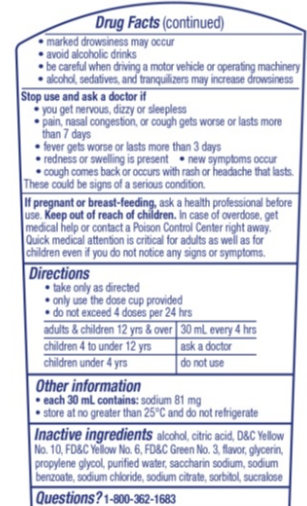 Drug Facts (continued)
• marked drowsiness may occur
• avoid alcoholic drinks
• be careful when driving a motor vehicle or operating machinery
• alcohol, sedatives, and tranquilizers may increase drowsiness
Stop use and ask a doctor if
• you get nervous, dizzy or sleepless
• pain, nasal congestion, or cough gets worse or lasts more
than 7 days
• fever gets worse or lasts more than 3 days
• redness or swelling is present • new symptoms occur
• cough comes back or occurs with rash or headache that lasts.
These could be signs of a serious condition.
If pregnant or breast-feeding, ask a health professional before
use. Keep out of reach of children. In case of overdose, get
medical help or contact a Poison Control Center right away.
Quick medical attention is critical for adults as well as for
children even if you do not notice any signs or symptoms.
Directions
• take only as directed
• only use the dose cup provided
• do not exceed 4 doses per 24 hrs
adults & children 12 yrs & over 30 mL every 4 hrs
children 4 to under 12 yrs ask a doctor
children under 4 yrs do not use
Other information
• each 30 mL contains: sodium 81 mg
• store at no greater than 25°C and do not refrigerate
Inactive ingredients alcohol, citric acid, D&C Yellow
No. 10, FD&C Yellow No. 6, FD&C Green No. 3, flavor, glycerin,
propylene glycol, purified water, saccharin sodium, sodium
benzoate, sodium chloride, sodium citrate, sorbitol, sucralose
Questions? 1-800-362-1683